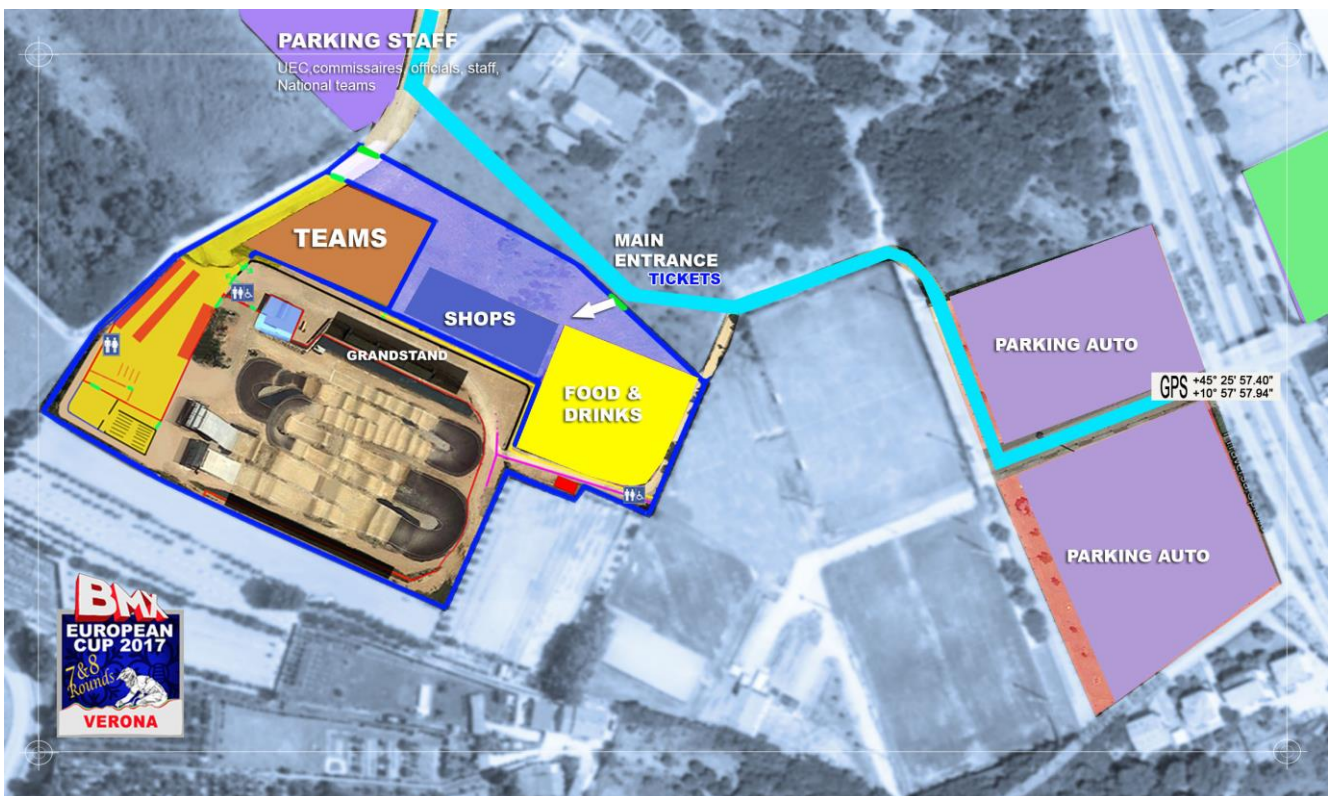 PARKING STAFF
UEC,commissaires, officials, staff,
National teams
TEAMS
MAIN
ENTRANCE
TICKETS
SHOPS
GRANDSTAND
FOOD &
DRINKS
PARKING AUTO
GPS
+45° 25' 57.40"
+10° 57' 57.94"
PARKING AUTO
BMX
EUROPEAN
CUP 2017
7&8
Rounds
VERONA